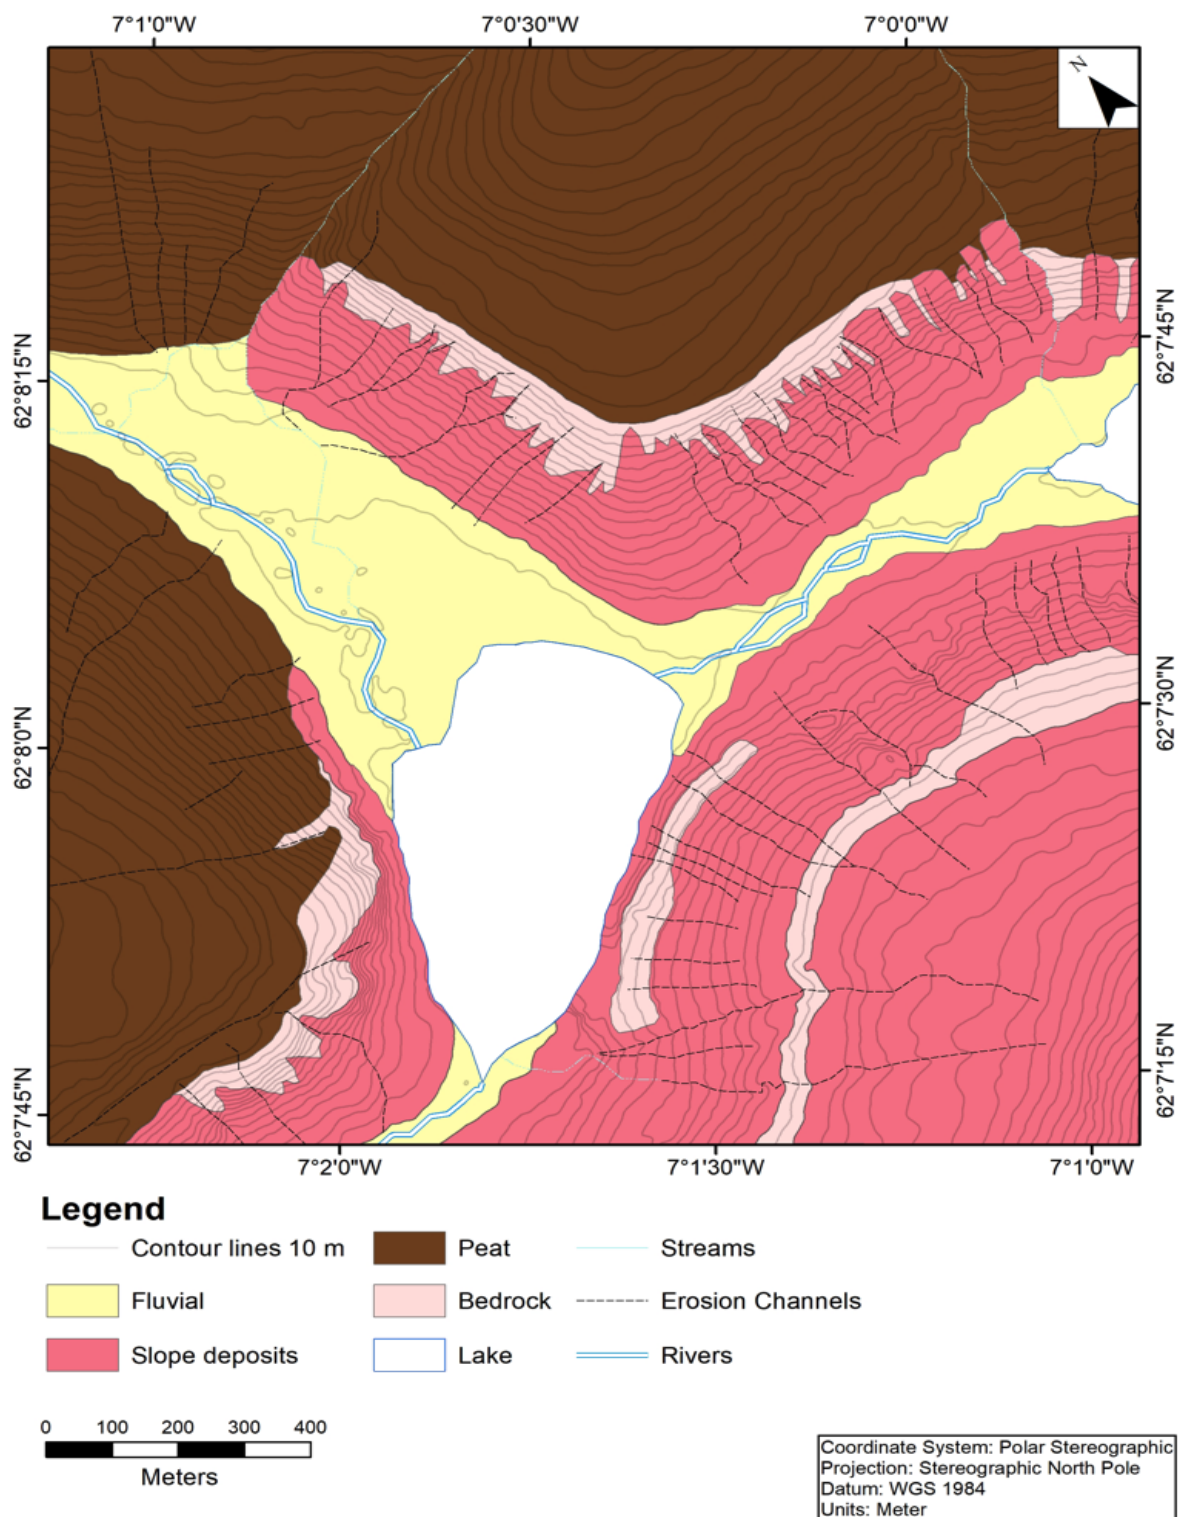 7°1'0"W 7°0'30"W 7°0'0"W
N
62°8'15"N
62°8'0"N
62°7'45"N
62°7'45"N
62°7'30"N
62°7'15"N
7°2'0"W 7°1'30"W 7°1'0"W
Legend
Contour lines 10 m
Fluvial
Slope deposits
Peat
Bedrock
Lake
Streams
Erosion Channels
Rivers
0 100 200 300 400
Meters
Coordinate System: Polar Stereographic
Projection: Stereographic North Pole
Datum: WGS 1984
Units: Meter